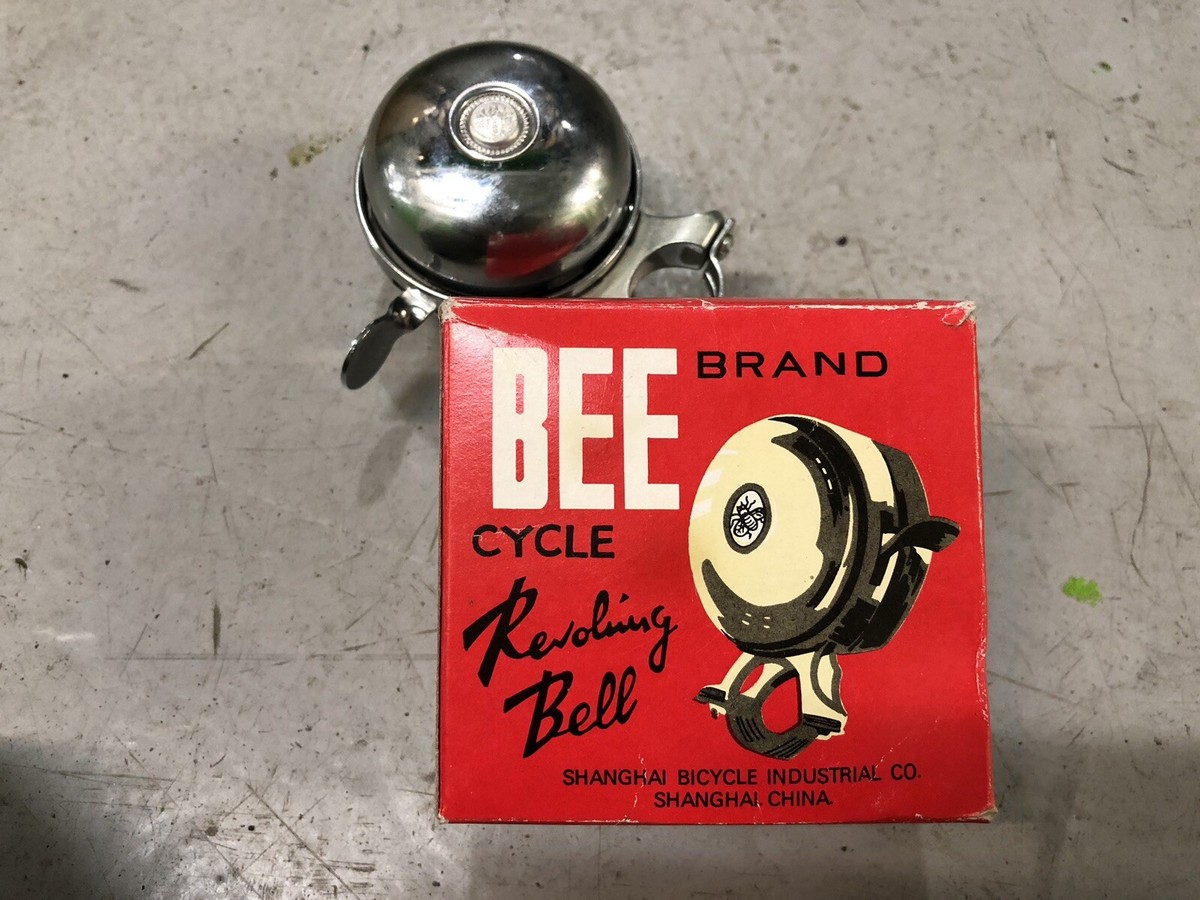 BEE BRAND
CYCLE
Revolving
Bell
SHANGHAI BICYCLE INDUSTRIAL CO.
SHANGHAI, CHINA.